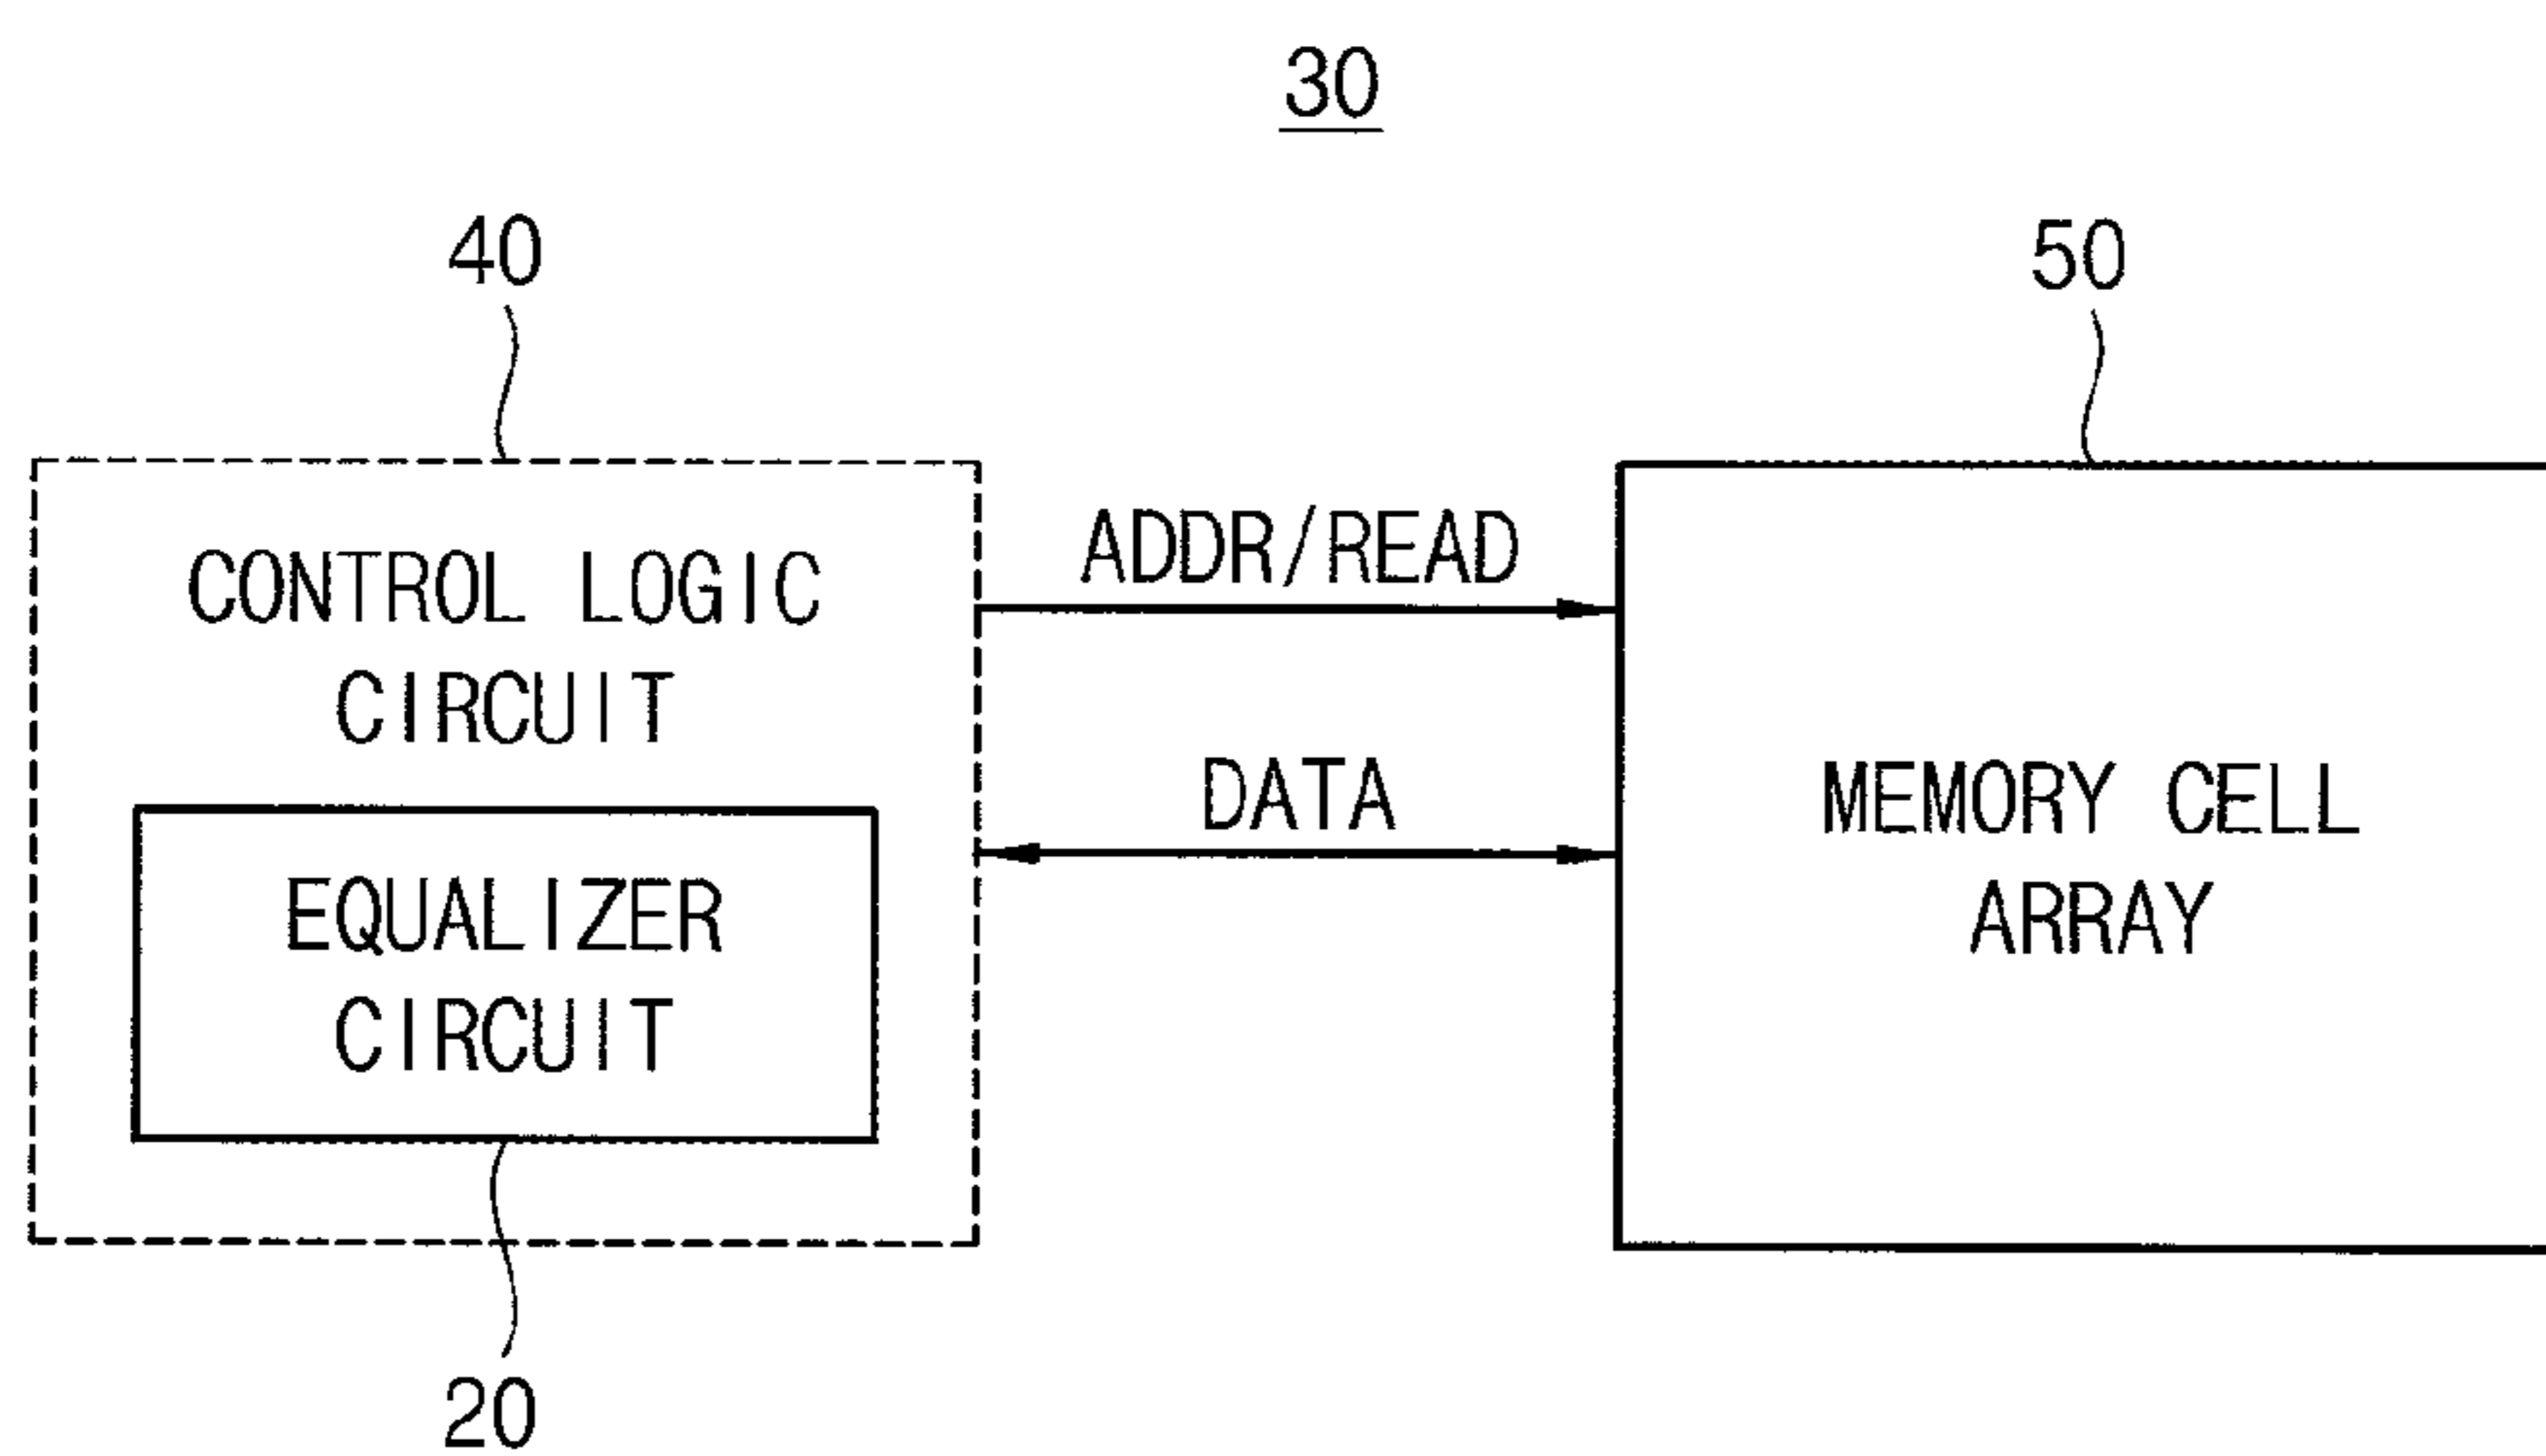 30
40
50
CONTROL LOGIC
CIRCUIT
ADDR/READ
DATA
MEMORY CELL
ARRAY
EQUALIZER
CIRCUIT
20